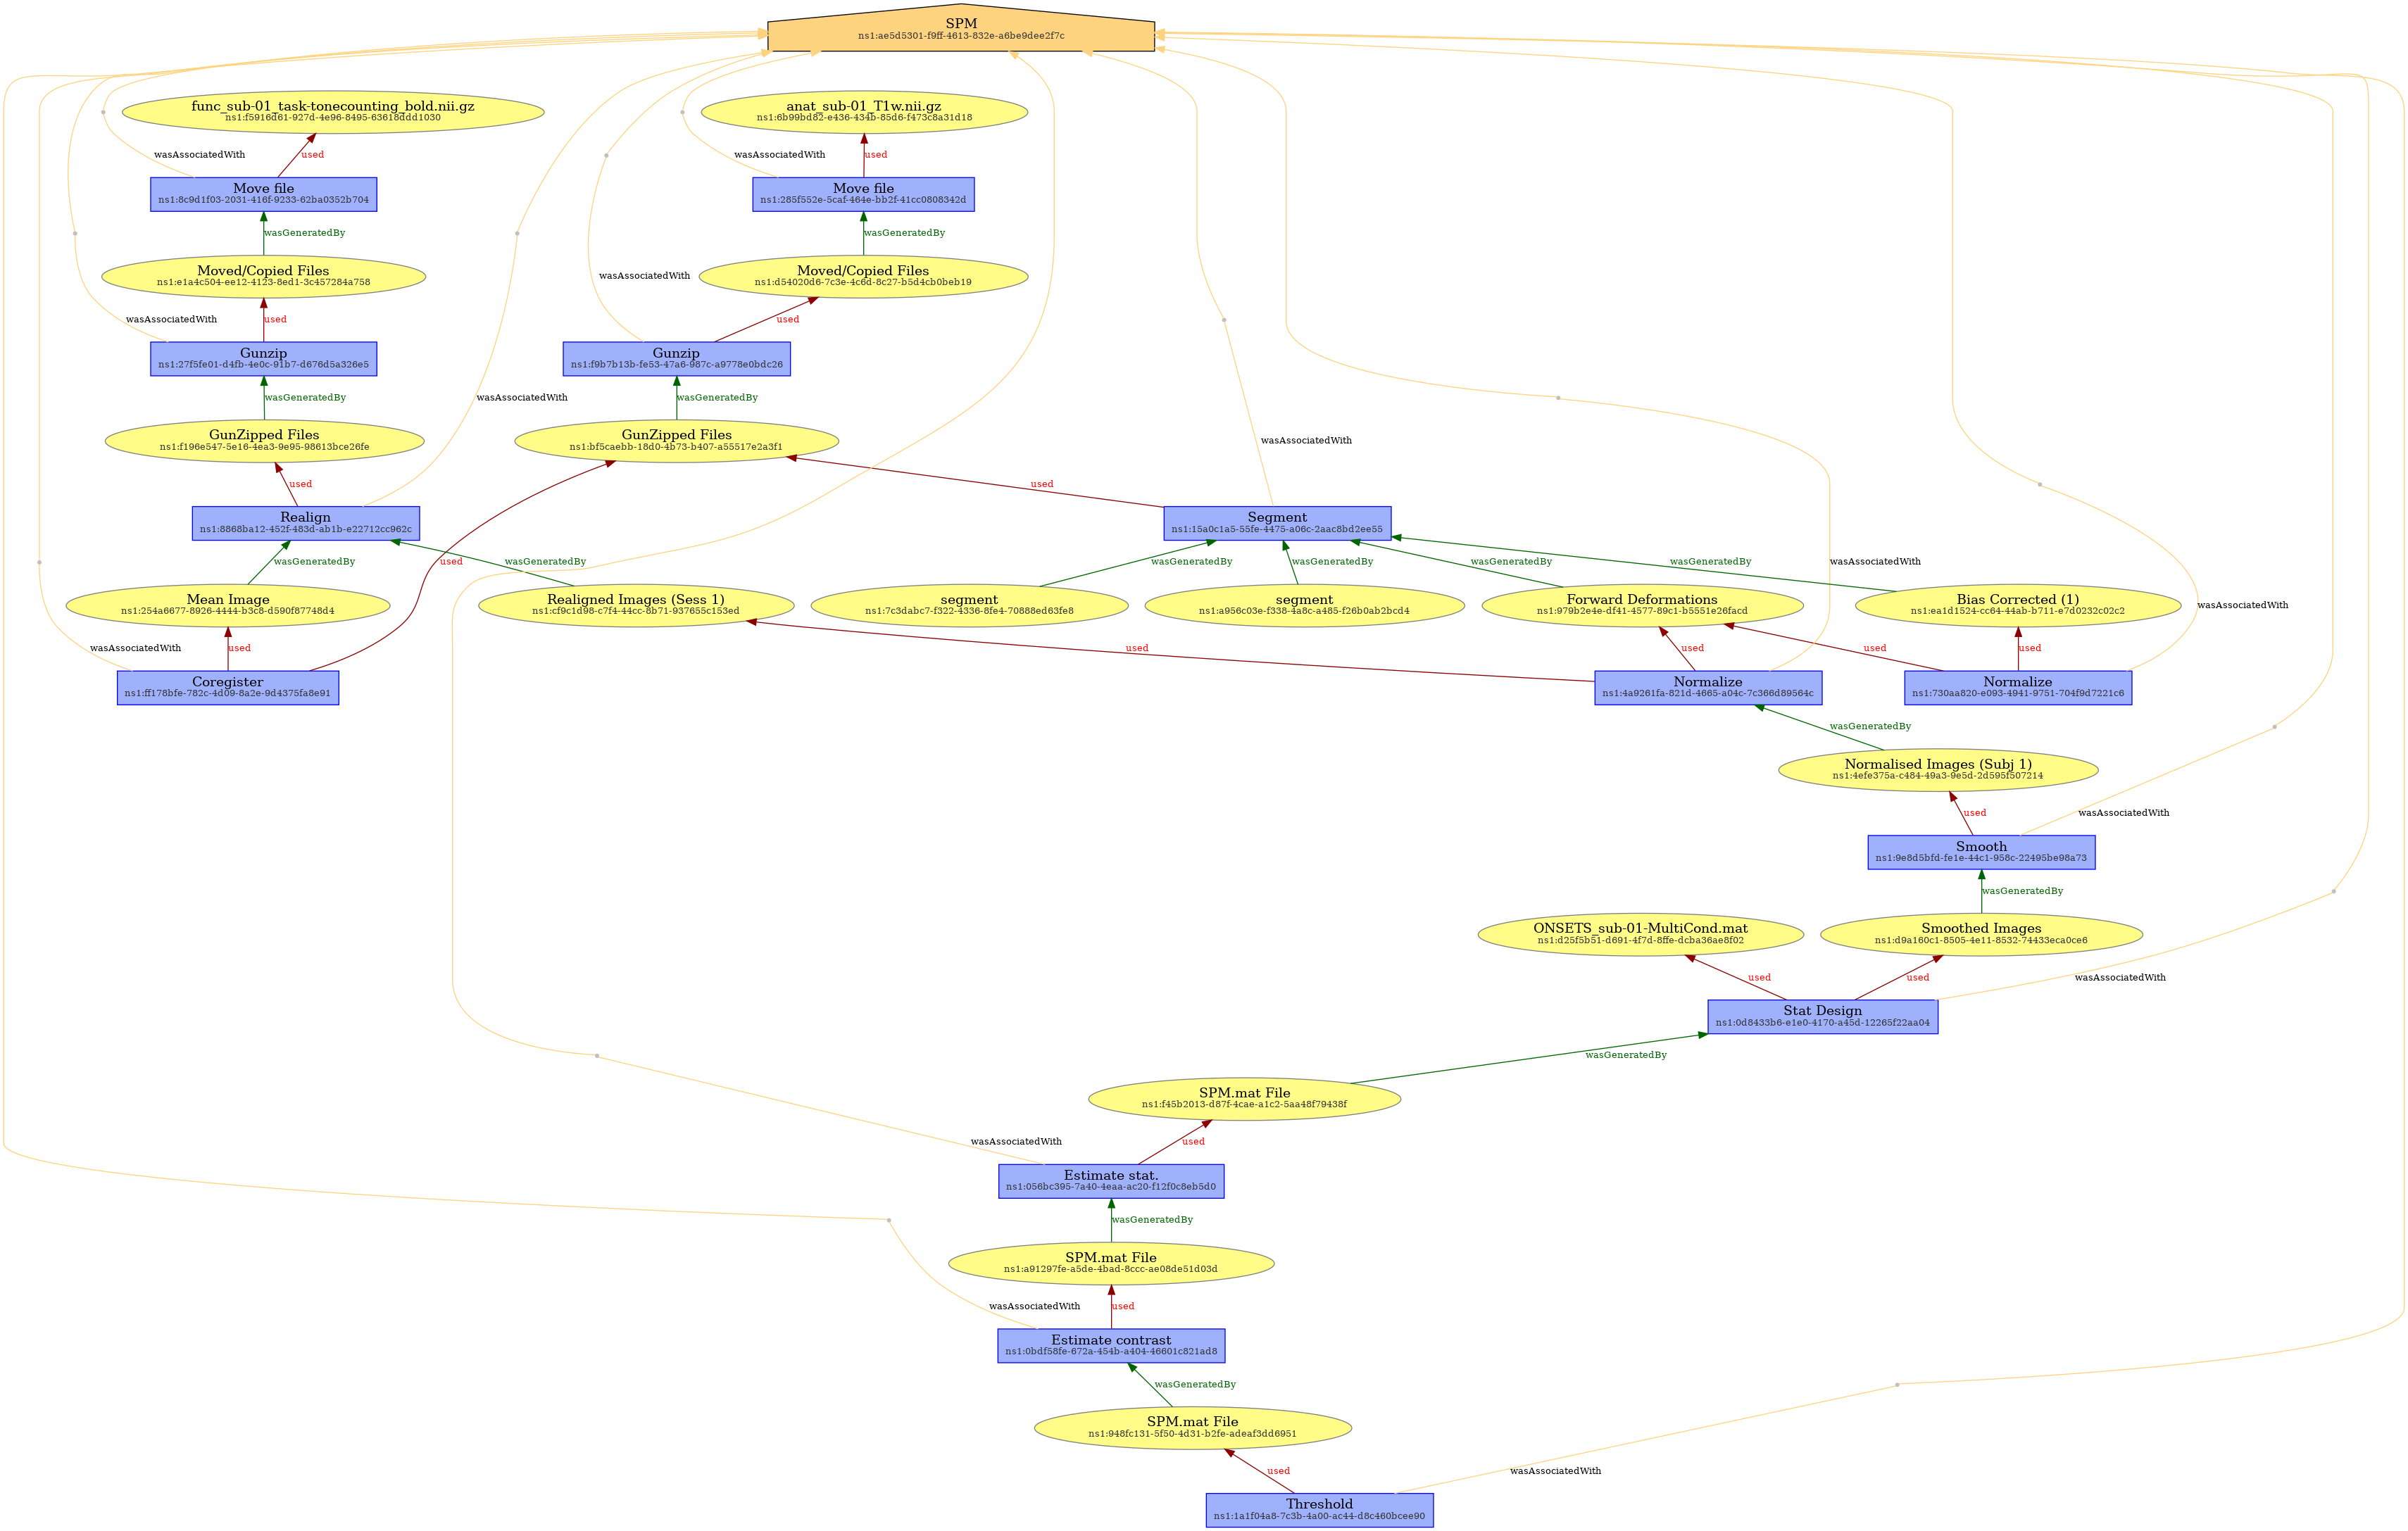 SPM
ns1:ae5d5301-f9ff-4613-832e-a6be9dee2f7c
func_sub-01_task-tonecounting_bold.nii.gz
ns1:f5916d61-927d-4e96-8495-63618ddd1030
anat_sub-01_T1w.nii.gz
ns1:6b99bd82-e436-434b-85d6-f473c8a31d18
wasAssociatedWith
used
wasAssociatedWith
used
Move file
ns1:8c9d1f03-2031-416f-9233-62ba0352b704
Move file
ns1:285f552e-5caf-464e-bb2f-41cc0808342d
wasGeneratedBy
wasGeneratedBy
Moved/Copied Files
ns1:e1a4c504-ee12-4123-8ed1-3c457284a758
wasAssociatedWith
Moved/Copied Files
ns1:d54020d6-7c3e-4c6d-8c27-b5d4cb0beb19
wasAssociatedWith
used
used
Gunzip
ns1:27f5fe01-d4fb-4e0c-91b7-d676d5a326e5
Gunzip
ns1:f9b7b13b-fe53-47a6-987c-a9778e0bdc26
wasGeneratedBy
wasAssociatedWith
wasGeneratedBy
GunZipped Files
ns1:f196e547-5e16-4ea3-9e95-98613bce26fe
GunZipped Files
ns1:bf5caebb-18d0-4b73-b407-a55517e2a3f1
wasAssociatedWith
used
used
Realign
ns1:8868ba12-452f-483d-ab1b-e22712cc962c
Segment
ns1:15a0c1a5-55fe-4475-a06c-2aac8bd2ee55
wasGeneratedBy
used
wasGeneratedBy
wasGeneratedBy
wasGeneratedBy
wasGeneratedBy
wasGeneratedBy
wasAssociatedWith
Mean Image
ns1:254a6677-8926-4444-b3c8-d590f87748d4
Realigned Images (Sess 1)
ns1:cf9c1d98-c7f4-44cc-8b71-937655c153ed
segment
ns1:7c3dabc7-f322-4336-8fe4-70888ed63fe8
segment
ns1:a956c03e-f338-4a8c-a485-f26b0ab2bcd4
Forward Deformations
ns1:979b2e4e-df41-4577-89c1-b5551e26facd
Bias Corrected (1)
ns1:ea1d1524-cc64-44ab-b711-e7d0232c02c2
wasAssociatedWith
wasAssociatedWith
used
used
used
used
used
Coregister
ns1:ff178bfe-782c-4d09-8a2e-9d4375fa8e91
Normalize
ns1:4a9261fa-821d-4665-a04c-7c366d89564c
Normalize
ns1:730aa820-e093-4941-9751-704f9d7221c6
wasGeneratedBy
Normalised Images (Subj 1)
ns1:4efe375a-c484-49a3-9e5d-2d595f507214
used
wasAssociatedWith
Smooth
ns1:9e8d5bfd-fe1e-44c1-958c-22495be98a73
wasGeneratedBy
ONSETS_sub-01-MultiCond.mat
ns1:d25f5b51-d691-4f7d-8ffe-dcba36ae8f02
Smoothed Images
ns1:d9a160c1-8505-4e11-8532-74433eca0ce6
used
used
wasAssociatedWith
Stat Design
ns1:0d8433b6-e1e0-4170-a45d-12265f22aa04
wasGeneratedBy
SPM.mat File
ns1:f45b2013-d87f-4cae-a1c2-5aa48f79438f
wasAssociatedWith
used
Estimate stat.
ns1:056bc395-7a40-4eaa-ac20-f12f0c8eb5d0
wasGeneratedBy
SPM.mat File
ns1:a91297fe-a5de-4bad-8ccc-ae08de51d03d
wasAssociatedWith
used
Estimate contrast
ns1:0bdf58fe-672a-454b-a404-46601c821ad8
wasGeneratedBy
SPM.mat File
ns1:948fc131-5f50-4d31-b2fe-adeaf3dd6951
used
wasAssociatedWith
Threshold
ns1:1a1f04a8-7c3b-4a00-ac44-d8c460bcee90